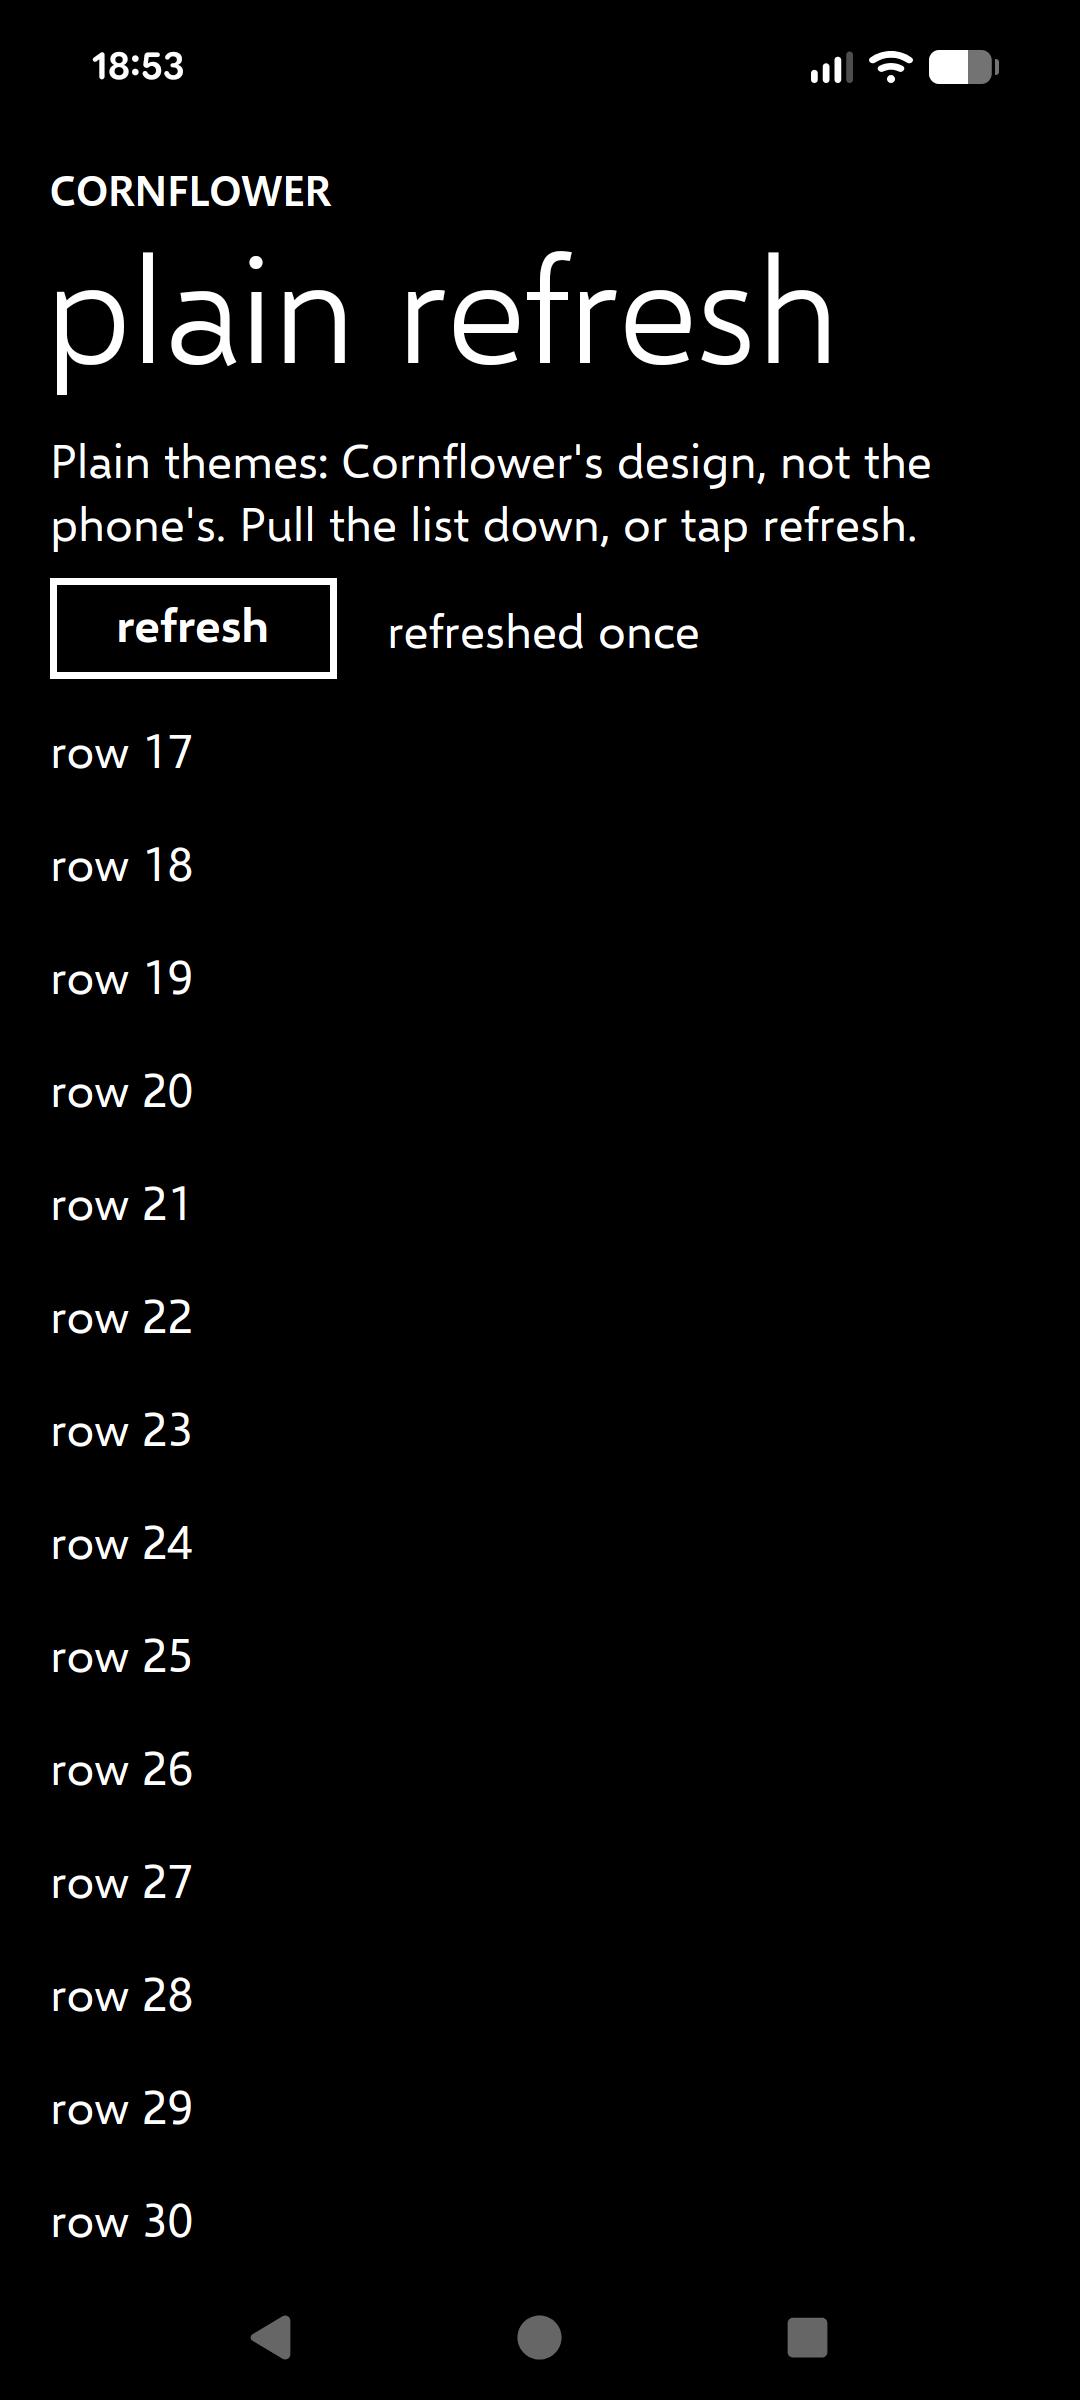 18:53
CORNFLOWER
plain refresh
Plain themes: Cornflower's design, not the
phone's. Pull the list down, or tap refresh.
refresh
refreshed once
row 17
row 18
row 19
row 20
row 21
row 22
row 23
row 24
row 25
row 26
row 27
row 28
row 29
row 30